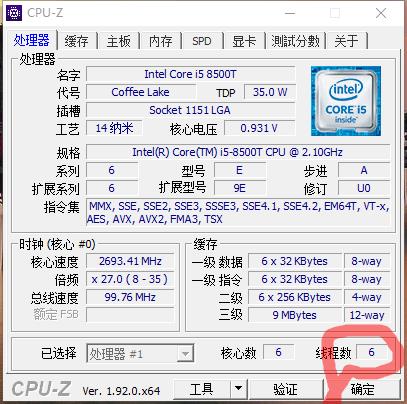 CPU-Z
处理器 缓存 主板 内存 SPD 显卡 測試分數 关于
处理器
名字 Intel Core i5 8500T
代号 Coffee Lake TDP 35.0 W
插槽 Socket 1151 LGA
工艺 14 纳米 核心电压 0.931 V
intel CORE i5 inside™
规格 Intel(R) Core(TM) i5-8500T CPU @ 2.10GHz
系列 6 型号 E 步进 A
扩展系列 6 扩展型号 9E 修订 U0
指令集 MMX, SSE, SSE2, SSE3, SSSE3, SSE4.1, SSE4.2, EM64T, VT-x,
AES, AVX, AVX2, FMA3, TSX
时钟 (核心 #0) 缓存
核心速度 2693.41 MHz 一级 数据 6 x 32 KBytes 8-way
倍频 x 27.0 ( 8 - 35 ) 一级 指令 6 x 32 KBytes 8-way
总线速度 99.76 MHz 二级 6 x 256 KBytes 4-way
额定 FSB 三级 9 MBytes 12-way
已选择 处理器 #1 核心数 6 线程数 6
CPU-Z Ver. 1.92.0.x64 工具 验证 确定